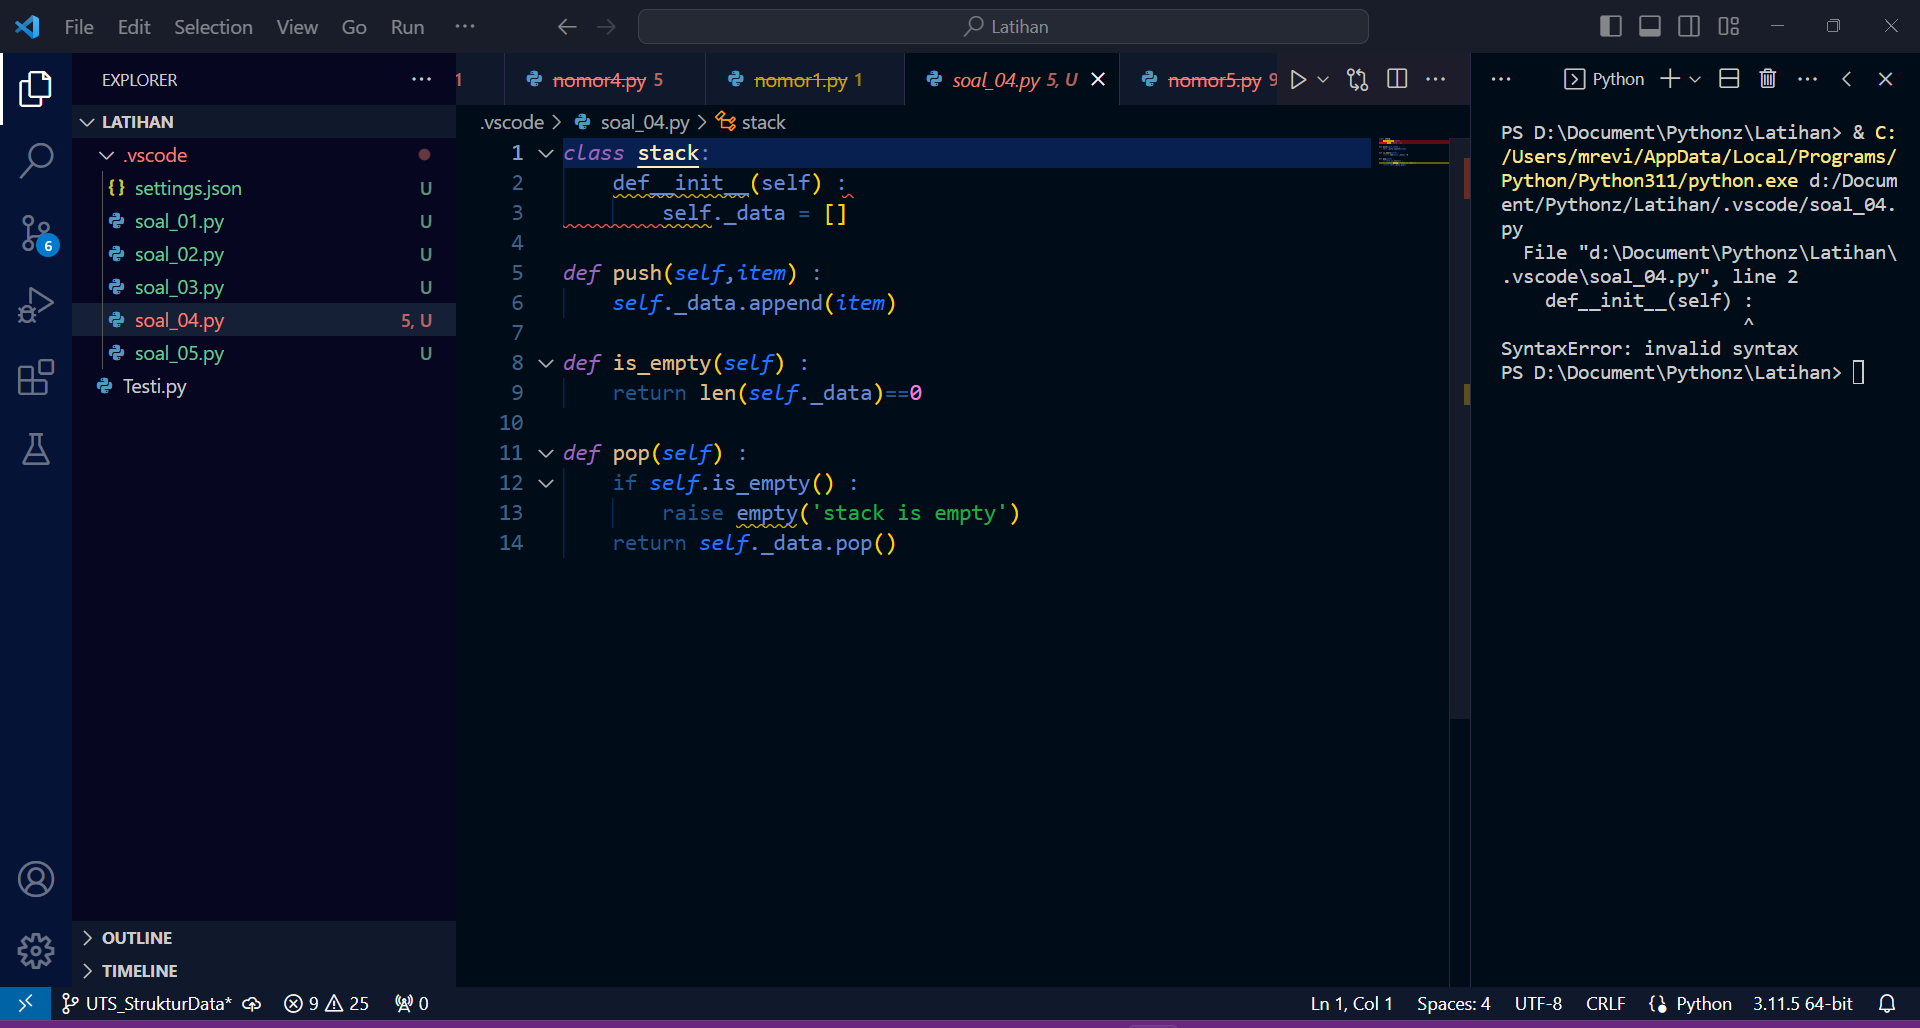 File Edit Selection View Go Run ··· Latihan
EXPLORER
LATIHAN
.vscode
{} settings.json U
soal_01.py U
soal_02.py U
soal_03.py U
soal_04.py 5, U
soal_05.py U
Testi.py
OUTLINE
TIMELINE
1 nomor4.py 5 nomor1.py 1 soal_04.py 5, U nomor5.py 9
.vscode > soal_04.py > stack
1 class stack:
2 def__init__(self) :
3 self._data = []
4
5 def push(self,item) :
6 self._data.append(item)
7
8 def is_empty(self) :
9 return len(self._data)==0
10
11 def pop(self) :
12 if self.is_empty() :
13 raise empty('stack is empty')
14 return self._data.pop()
Python
PS D:\Document\Pythonz\Latihan> & C:
/Users/mrevi/AppData/Local/Programs/
Python/Python311/python.exe d:/Docum
ent/Pythonz/Latihan/.vscode/soal_04.
py
File "d:\Document\Pythonz\Latihan\
.vscode\soal_04.py", line 2
def__init__(self) :
^
SyntaxError: invalid syntax
PS D:\Document\Pythonz\Latihan>
6
UTS_StrukturData* 9 25 0 Ln 1, Col 1 Spaces: 4 UTF-8 CRLF Python 3.11.5 64-bit